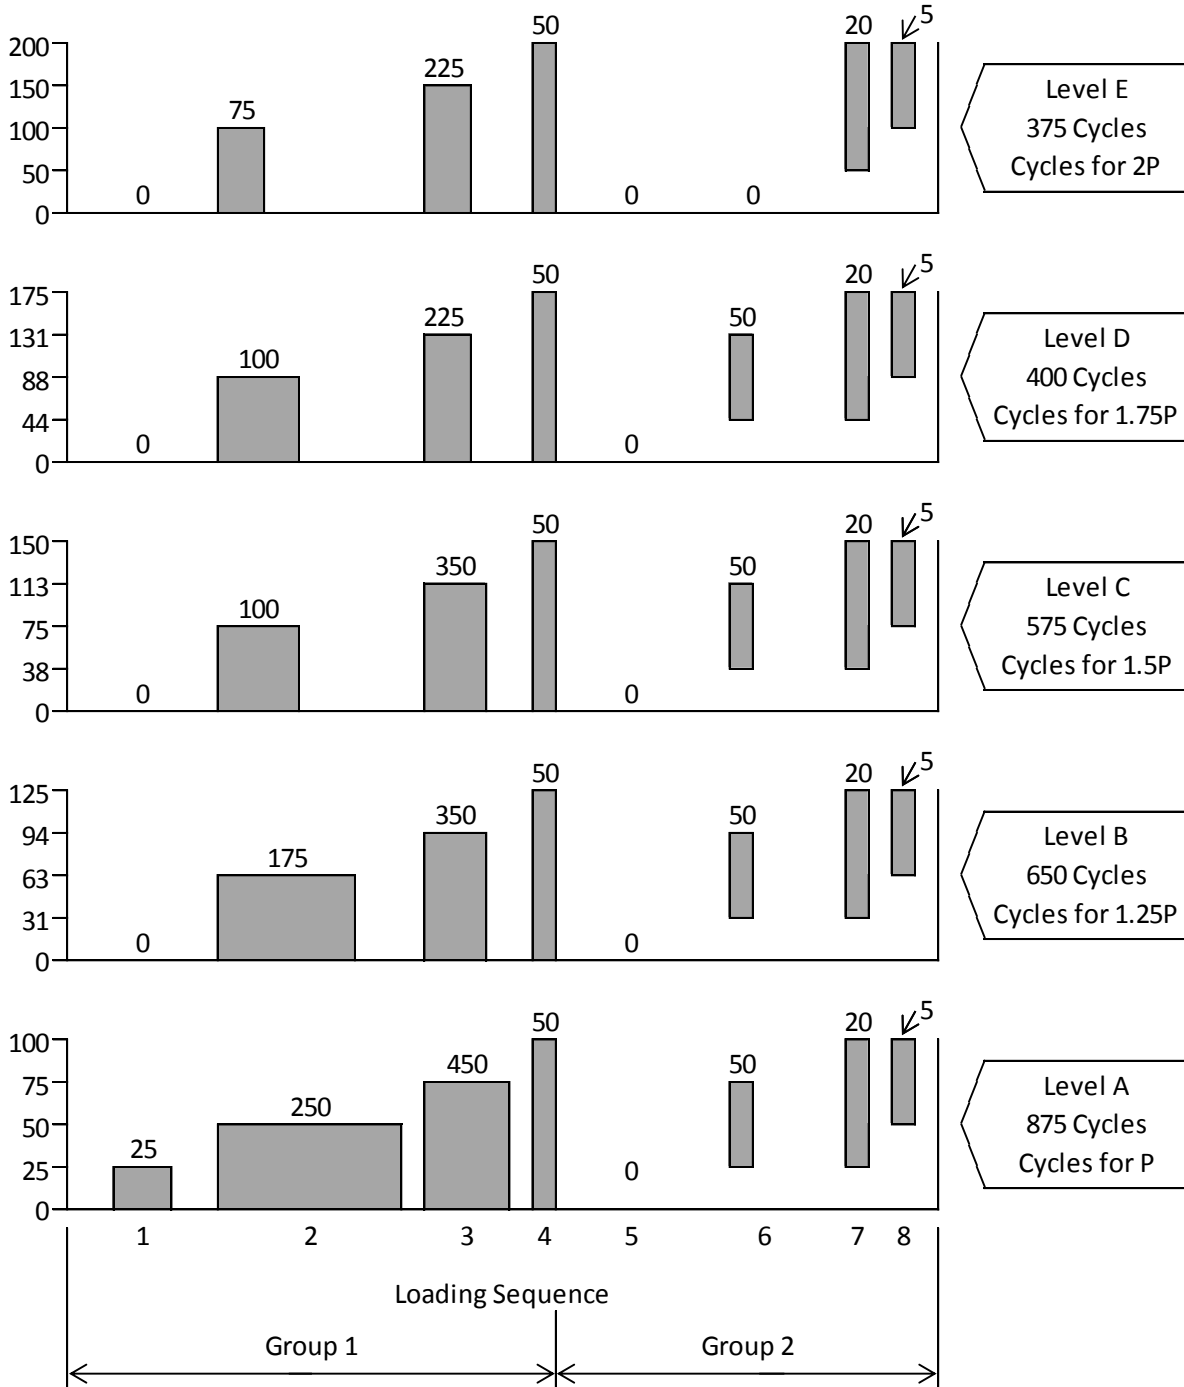 50 20 5
200
150 225
100 75
50
0 0 0 0
Level E
375 Cycles
Cycles for 2P
50 20 5
175
131 225 50
88 100
44
0 0 0
Level D
400 Cycles
Cycles for 1.75P
50 20 5
150
113 350 50
75 100
38
0 0 0
Level C
575 Cycles
Cycles for 1.5P
50 20 5
125
94 350 50
63 175
31
0 0 0
Level B
650 Cycles
Cycles for 1.25P
50 20 5
100
75 450 50
50 250
25 25 0
0
Level A
875 Cycles
Cycles for P
1 2 3 4 5 6 7 8
Loading Sequence
Group 1 Group 2